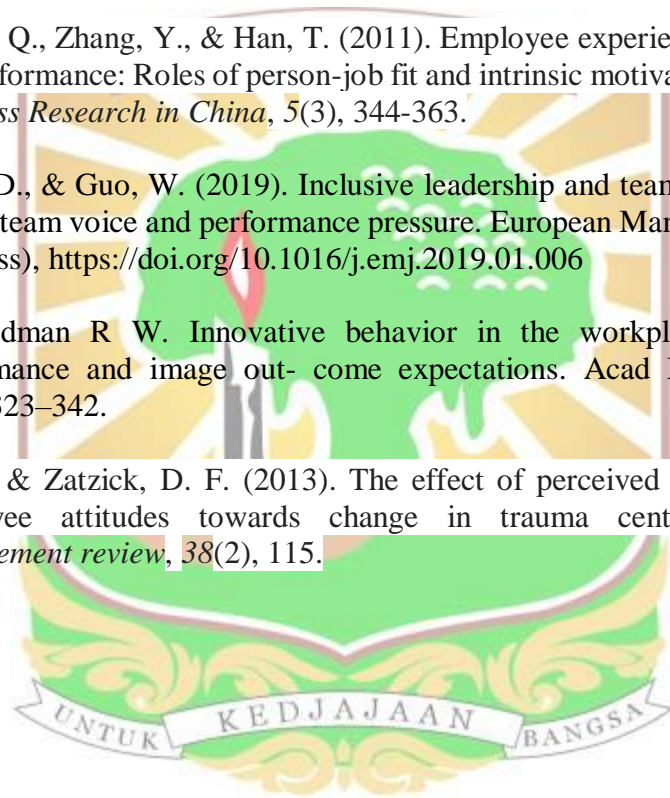 Q., Zhang, Y., & Han, T. (2011). Employee experie
formance: Roles of person-job fit and intrinsic motiva
ss Research in China, 5(3), 344-363.
D., & Guo, W. (2019). Inclusive leadership and team
team voice and performance pressure. European Man
ss), https://doi.org/10.1016/j.emj.2019.01.006
dman R W. Innovative behavior in the workpl
nance and image out- come expectations. Acad
323–342.
& Zatzick, D. F. (2013). The effect of perceived
vee attitudes towards change in trauma cent
ement review, 38(2), 115.
UNTUK KEDJAJAAN BANGSA